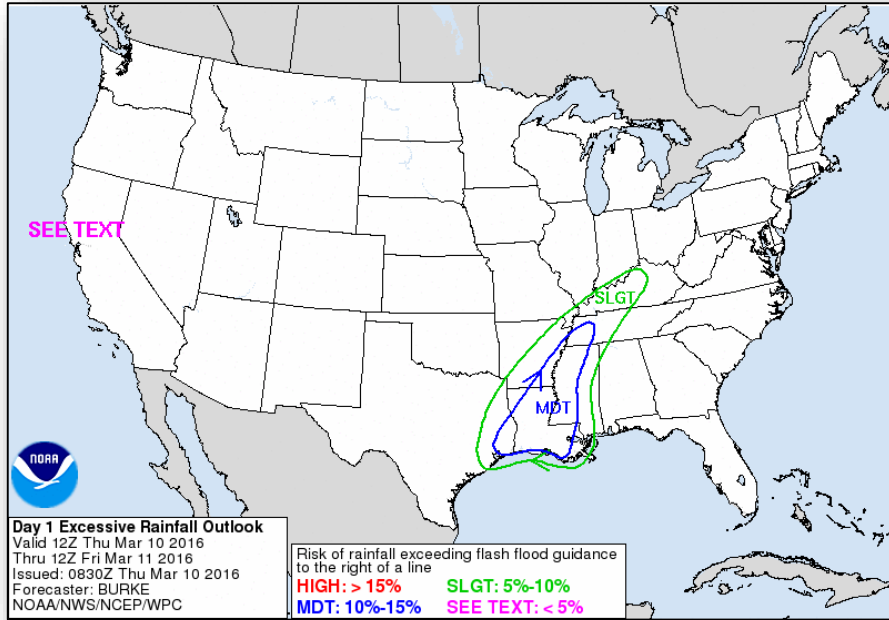 SEE TEXT
SLGT
MDT
NOAA
Day 1 Excessive Rainfall Outlook
Valid 12Z Thu Mar 10 2016
Thru 12Z Fri Mar 11 2016
Issued: 0830Z Thu Mar 10 2016
Forecaster: BURKE
NOAA/NWS/NCEP/WPC
Risk of rainfall exceeding flash flood guidance
to the right of a line
HIGH: > 15% SLGT: 5%-10%
MDT: 10%-15% SEE TEXT: < 5%